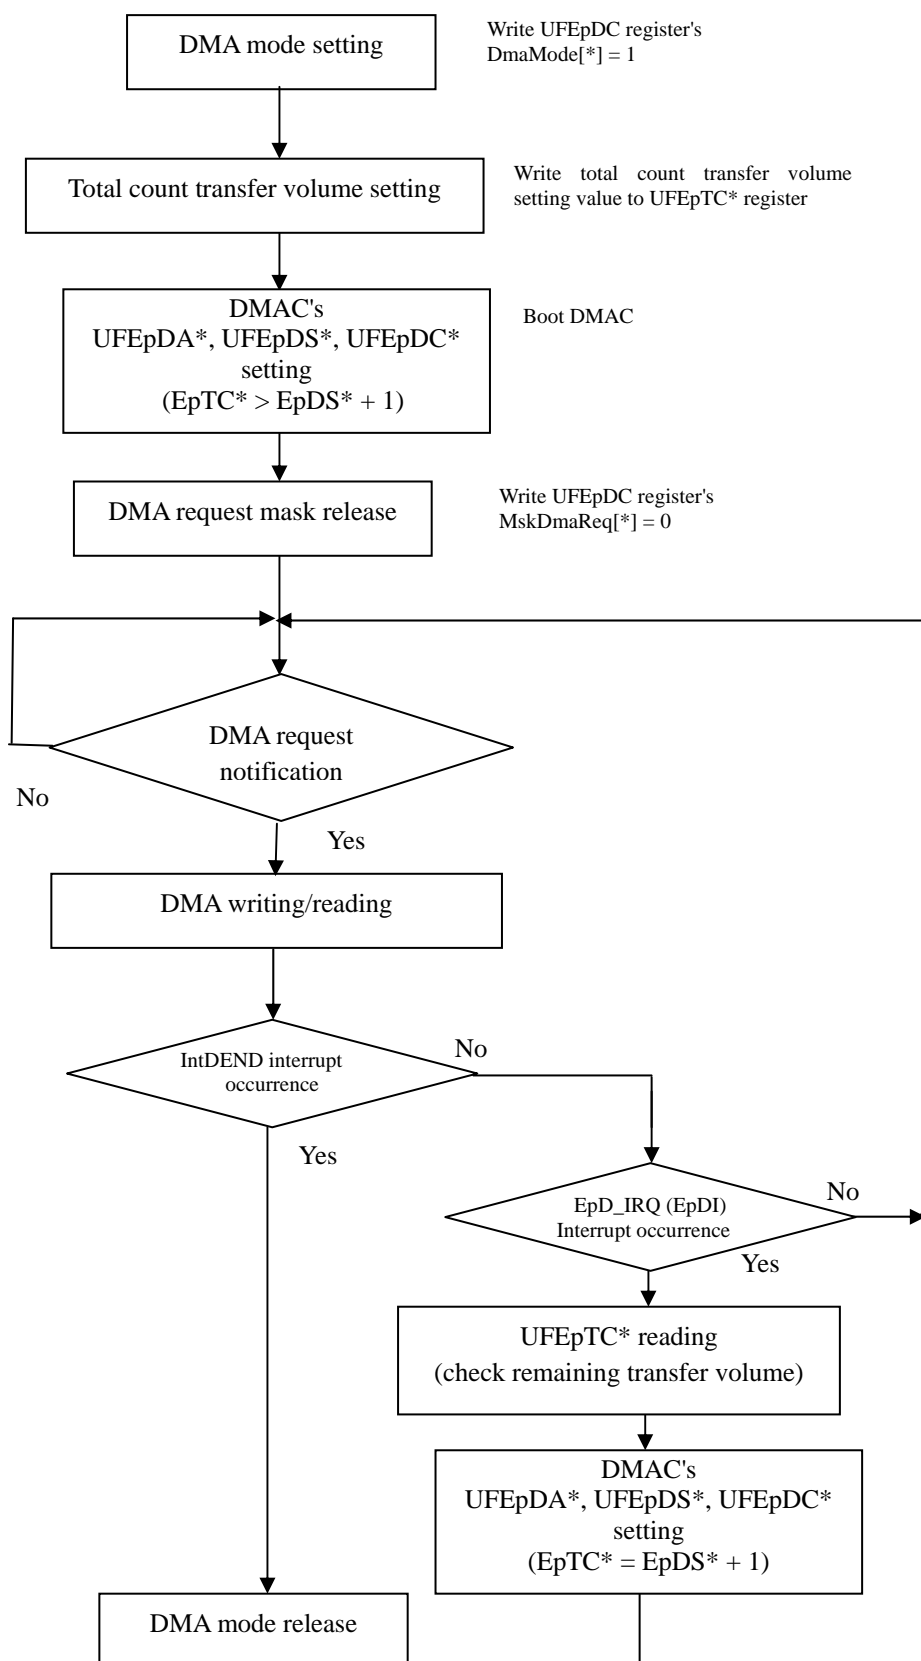 DMA mode setting
Write UFEpDC register's
DmaMode[*] = 1
Total count transfer volume setting
Write total count transfer volume
setting value to UFEpTC* register
DMAC's
UFEpDA*, UFEpDS*, UFEpDC*
setting
(EpTC* > EpDS* + 1)
Boot DMAC
DMA request mask release
Write UFEpDC register's
MskDmaReq[*] = 0
DMA request
notification
No
Yes
DMA writing/reading
IntDEND interrupt
occurrence
No
Yes
EpD_IRQ (EpDI)
Interrupt occurrence
No
Yes
UFEpTC* reading
(check remaining transfer volume)
DMAC's
UFEpDA*, UFEpDS*, UFEpDC*
setting
(EpTC* = EpDS* + 1)
DMA mode release